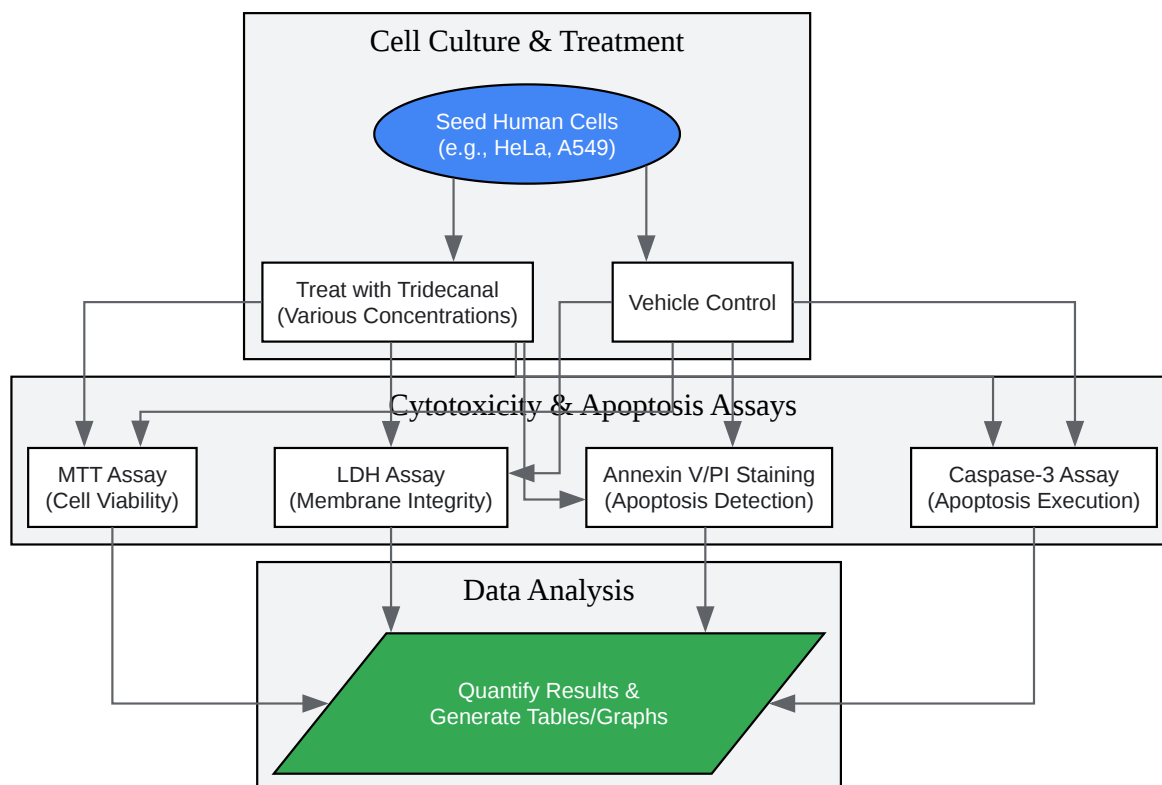 Cell Culture & Treatment
Seed Human Cells
(e.g., HeLa, A549)
Treat with Tridecanal
(Various Concentrations)
Vehicle Control
Cytotoxicity & Apoptosis Assays
MTT Assay
(Cell Viability)
LDH Assay
(Membrane Integrity)
Annexin V/PI Staining
(Apoptosis Detection)
Caspase-3 Assay
(Apoptosis Execution)
Data Analysis
Quantify Results &
Generate Tables/Graphs